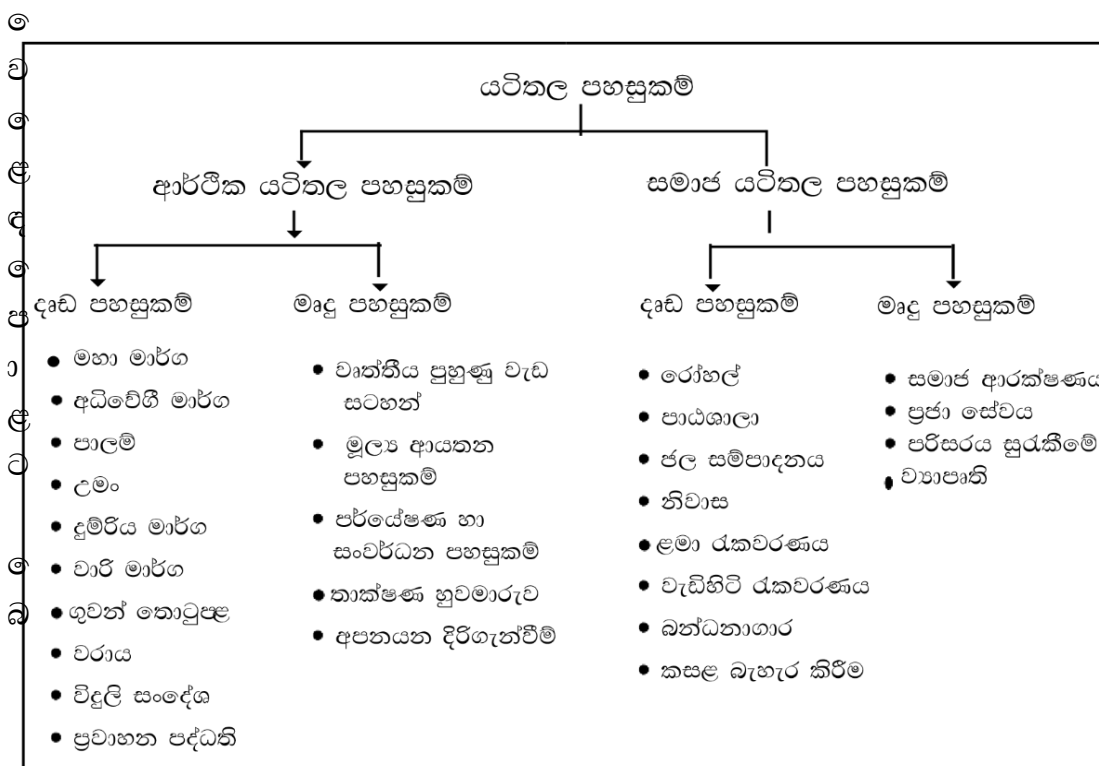 යටිතල පහසුකම්
ආර්ථික යටිතල පහසුකම්
සමාජ යටිතල පහසුකම්
දෘඩ පහසුකම්
මහා මාර්ග
අධිවේගී මාර්ග
පාලම්
උමං
දුම්රිය මාර්ග
වාරි මාර්ග
ගුවන් තොටුපළ
වරාය
විදුලි සංදේශ
ප්‍රවාහන පද්ධති
මෘදු පහසුකම්
වෘත්තීය පුහුණු වැඩ
සටහන්
මූල්‍ය ආයතන
පහසුකම්
පර්යේෂණ හා
සංවර්ධන පහසුකම්
තාක්ෂණ හුවමාරුව
අපනයන දිරිගැන්වීම්
දෘඩ පහසුකම්
රෝහල්
පාඨශාලා
ජල සම්පාදනය
නිවාස
ළමා රැකවරණය
වැඩිහිටි රැකවරණය
බන්ධනාගාර
කසළ බැහැර කිරීම
මෘදු පහසුකම්
සමාජ ආරක්ෂණය
ප්‍රජා සේවය
පරිසරය සුරැකීමේ
ව්‍යාපෘති